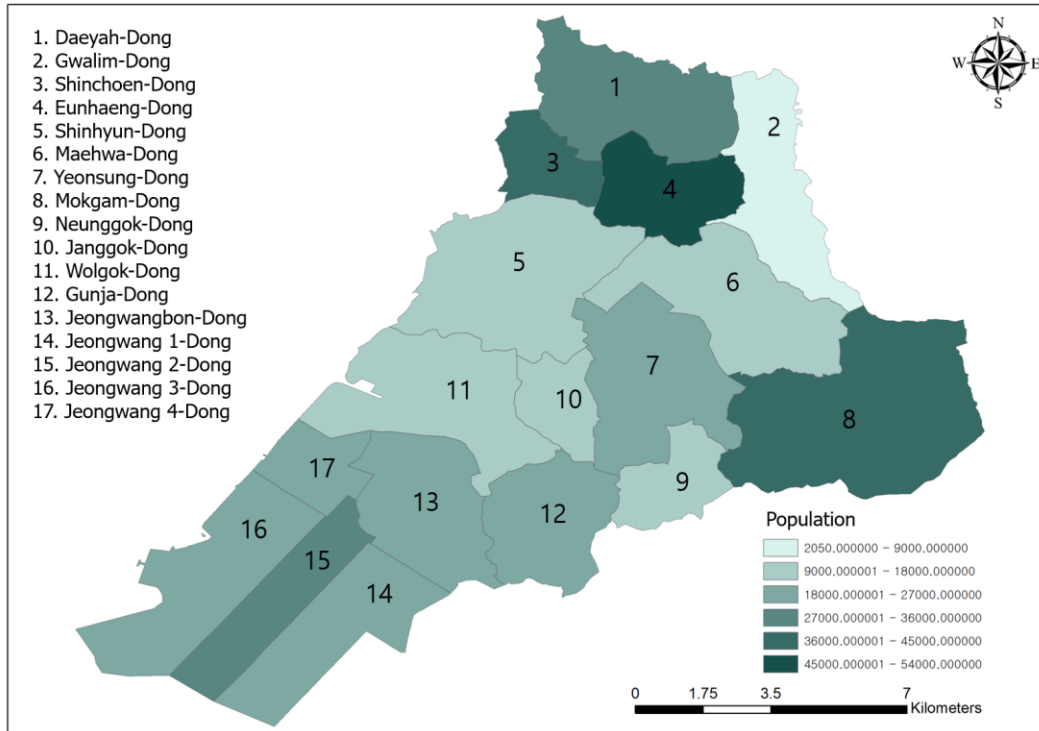 1. Daeyah-Dong
2. Gwalim-Dong
3. Shinchoen-Dong
4. Eunhaeng-Dong
5. Shinhyun-Dong
6. Maehwa-Dong
7. Yeonsung-Dong
8. Mokgam-Dong
9. Neunggok-Dong
10. Janggok-Dong
11. Wolgok-Dong
12. Gunja-Dong
13. Jeongwangbon-Dong
14. Jeongwang 1-Dong
15. Jeongwang 2-Dong
16. Jeongwang 3-Dong
17. Jeongwang 4-Dong
N
W E
S
1
2
3
4
5
6
7
8
11
10
9
17
13
12
16
15
14
Population
2050.000000 - 9000.000000
9000.000001 - 18000.000000
18000.000001 - 27000.000000
27000.000001 - 36000.000000
36000.000001 - 45000.000000
45000.000001 - 54000.000000
0 1.75 3.5 7
Kilometers